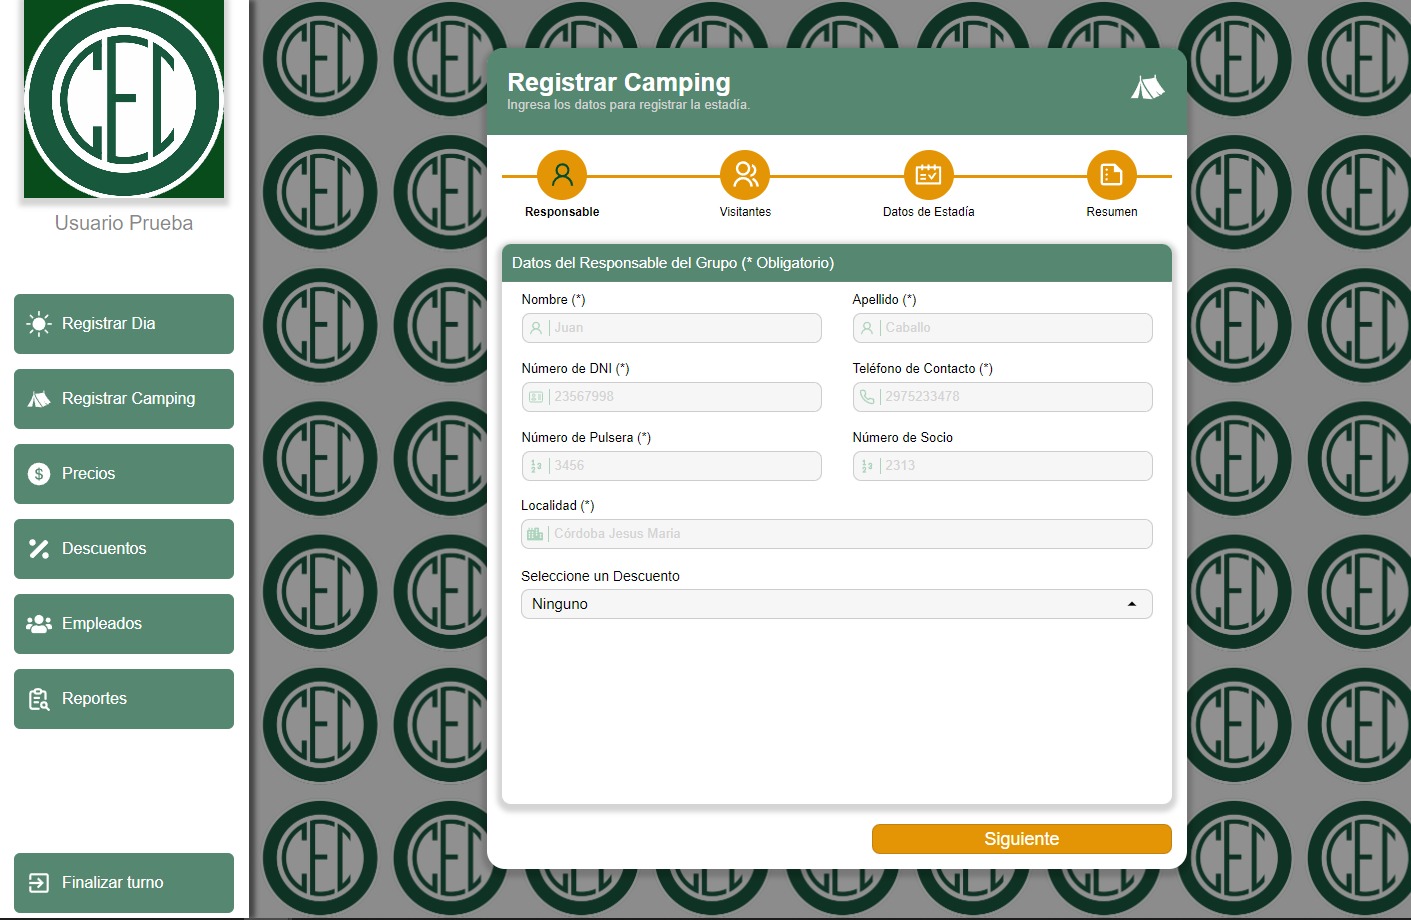 CEC
Usuario Prueba
Registrar Dia
Registrar Camping
Precios
Descuentos
Empleados
Reportes
Finalizar turno
Registrar Camping
Ingresa los datos para registrar la estadía.
Responsable
Visitantes
Datos de Estadía
Resumen
Datos del Responsable del Grupo (* Obligatorio)
Nombre (*)
Apellido (*)
Juan
Caballo
Número de DNI (*)
Teléfono de Contacto (*)
23567998
2975233478
Número de Pulsera (*)
Número de Socio
3456
2313
Localidad (*)
Córdoba Jesus Maria
Seleccione un Descuento
Ninguno
Siguiente